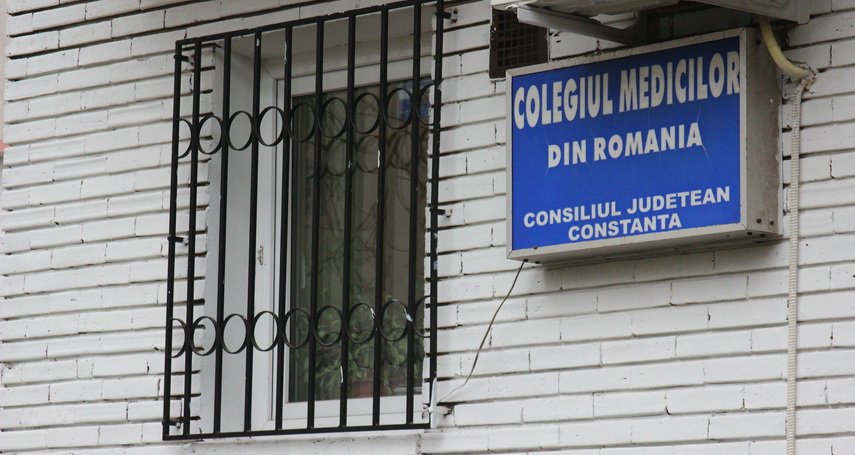 COLEGIUL MEDICILOR
DIN ROMANIA
CONSILIUL JUDETEAN
CONSTANTA